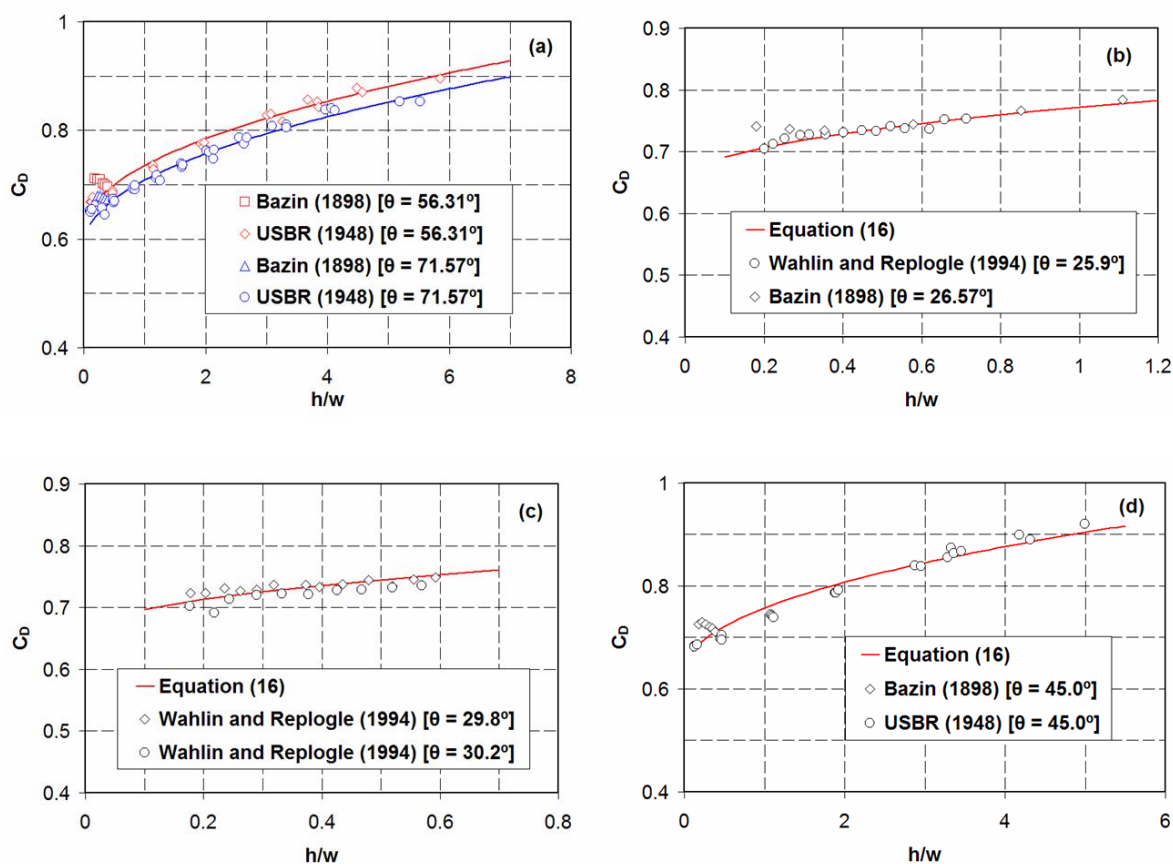 (a)
1
0.8
0.6
0.4
C_D
Bazin (1898) [θ = 56.31º]
USBR (1948) [θ = 56.31º]
Bazin (1898) [θ = 71.57º]
USBR (1948) [θ = 71.57º]
0 2 4 6 8
h/w
(b)
0.9
0.8
0.7
0.6
0.5
0.4
C_D
Equation (16)
Wahlin and Replogle (1994) [θ = 25.9º]
Bazin (1898) [θ = 26.57º]
0 0.2 0.4 0.6 0.8 1 1.2
h/w
(c)
0.9
0.8
0.7
0.6
0.5
0.4
C_D
Equation (16)
Wahlin and Replogle (1994) [θ = 29.8º]
Wahlin and Replogle (1994) [θ = 30.2º]
0 0.2 0.4 0.6 0.8
h/w
(d)
1
0.8
0.6
0.4
C_D
Equation (16)
Bazin (1898) [θ = 45.0º]
USBR (1948) [θ = 45.0º]
0 2 4 6
h/w